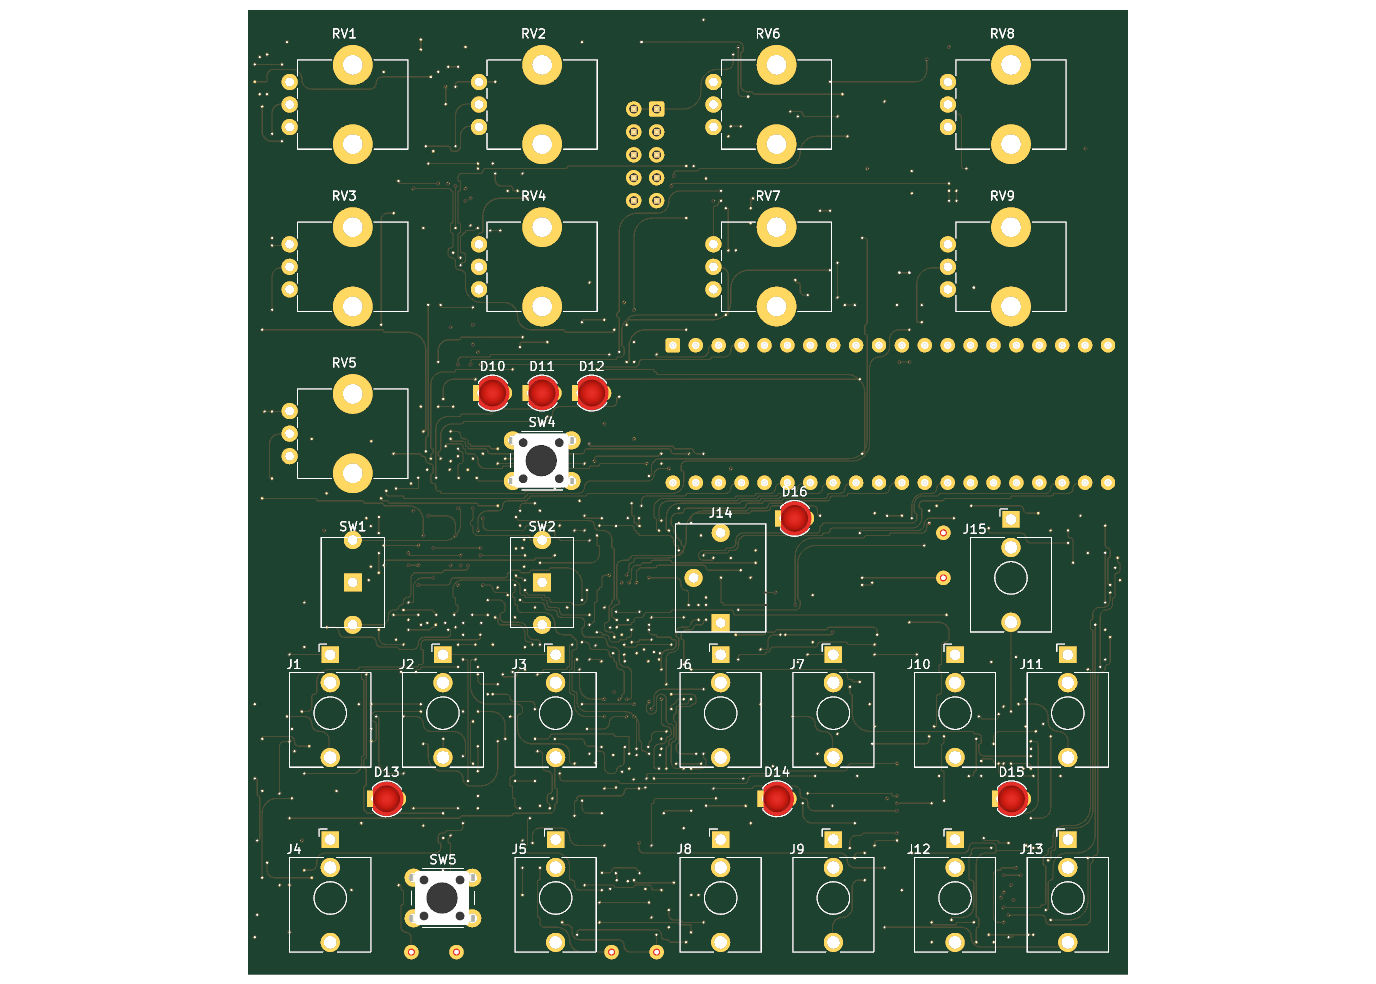 RV1 RV2 RV6 RV8
RV3 RV4 RV7 RV9
RV5 D10 D11 D12
SW4
D16
SW1 SW2 J14 J15
J1 J2 J3 J6 J7 J10 J11
D13 D14 D15
J4 J5 J8 J9 J12 J13
SW5